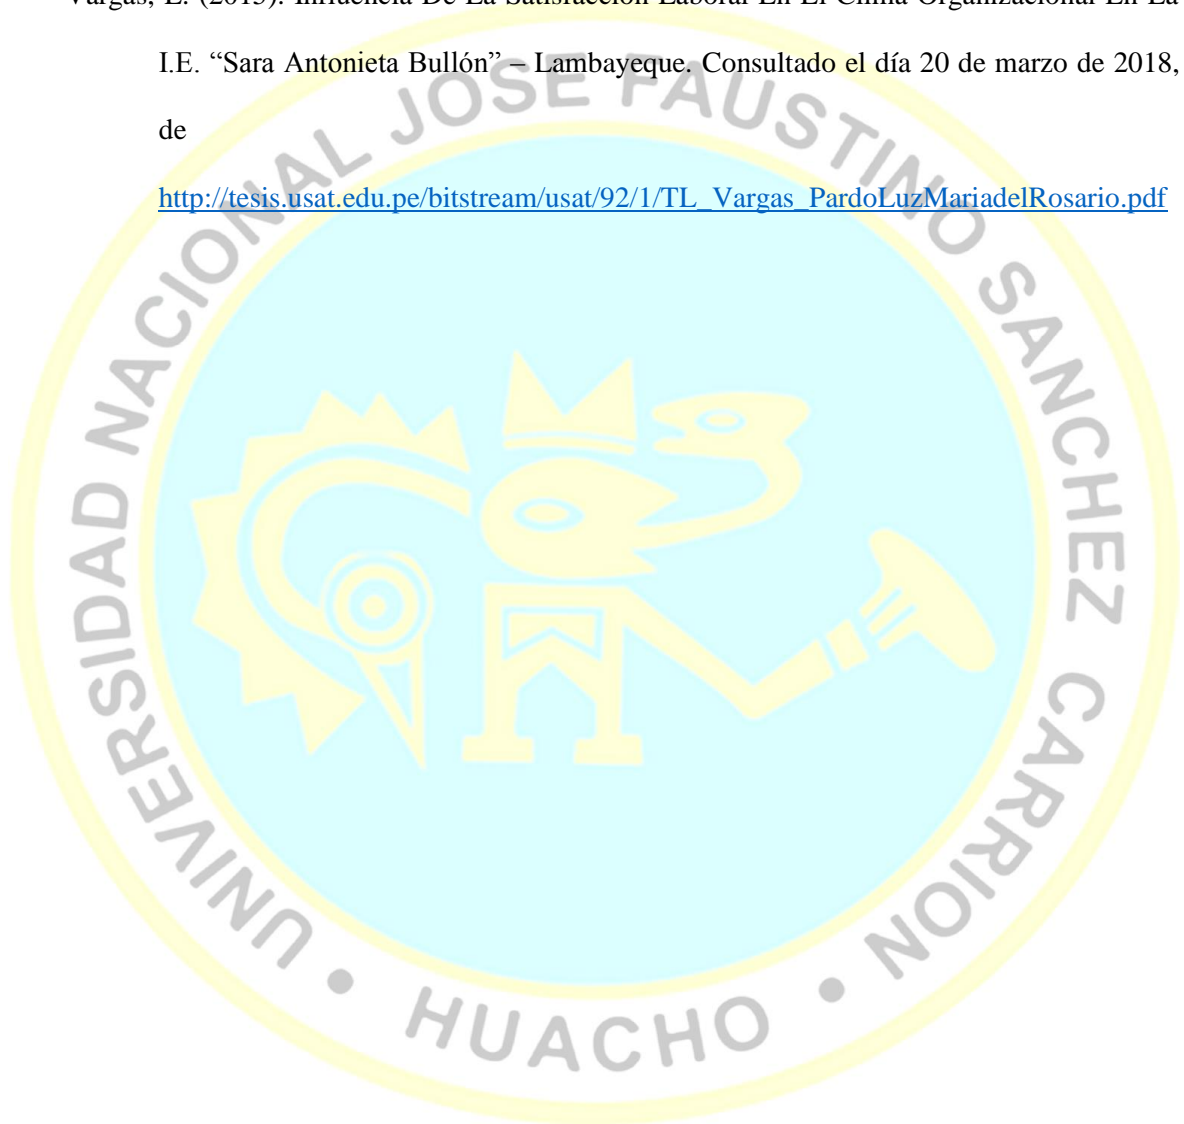 I.E. “Sara Antonieta Bullón” – Lambayeque. Consultado el día 20 de marzo de 2018,
de
http://tesis.usat.edu.pe/bitstream/usat/92/1/TL_Vargas_PardoLuzMariadelRosario.pdf
UNIVERSIDAD NACIONAL JOSE FAUSTINO SANCHEZ CARRION
• HUACHO •